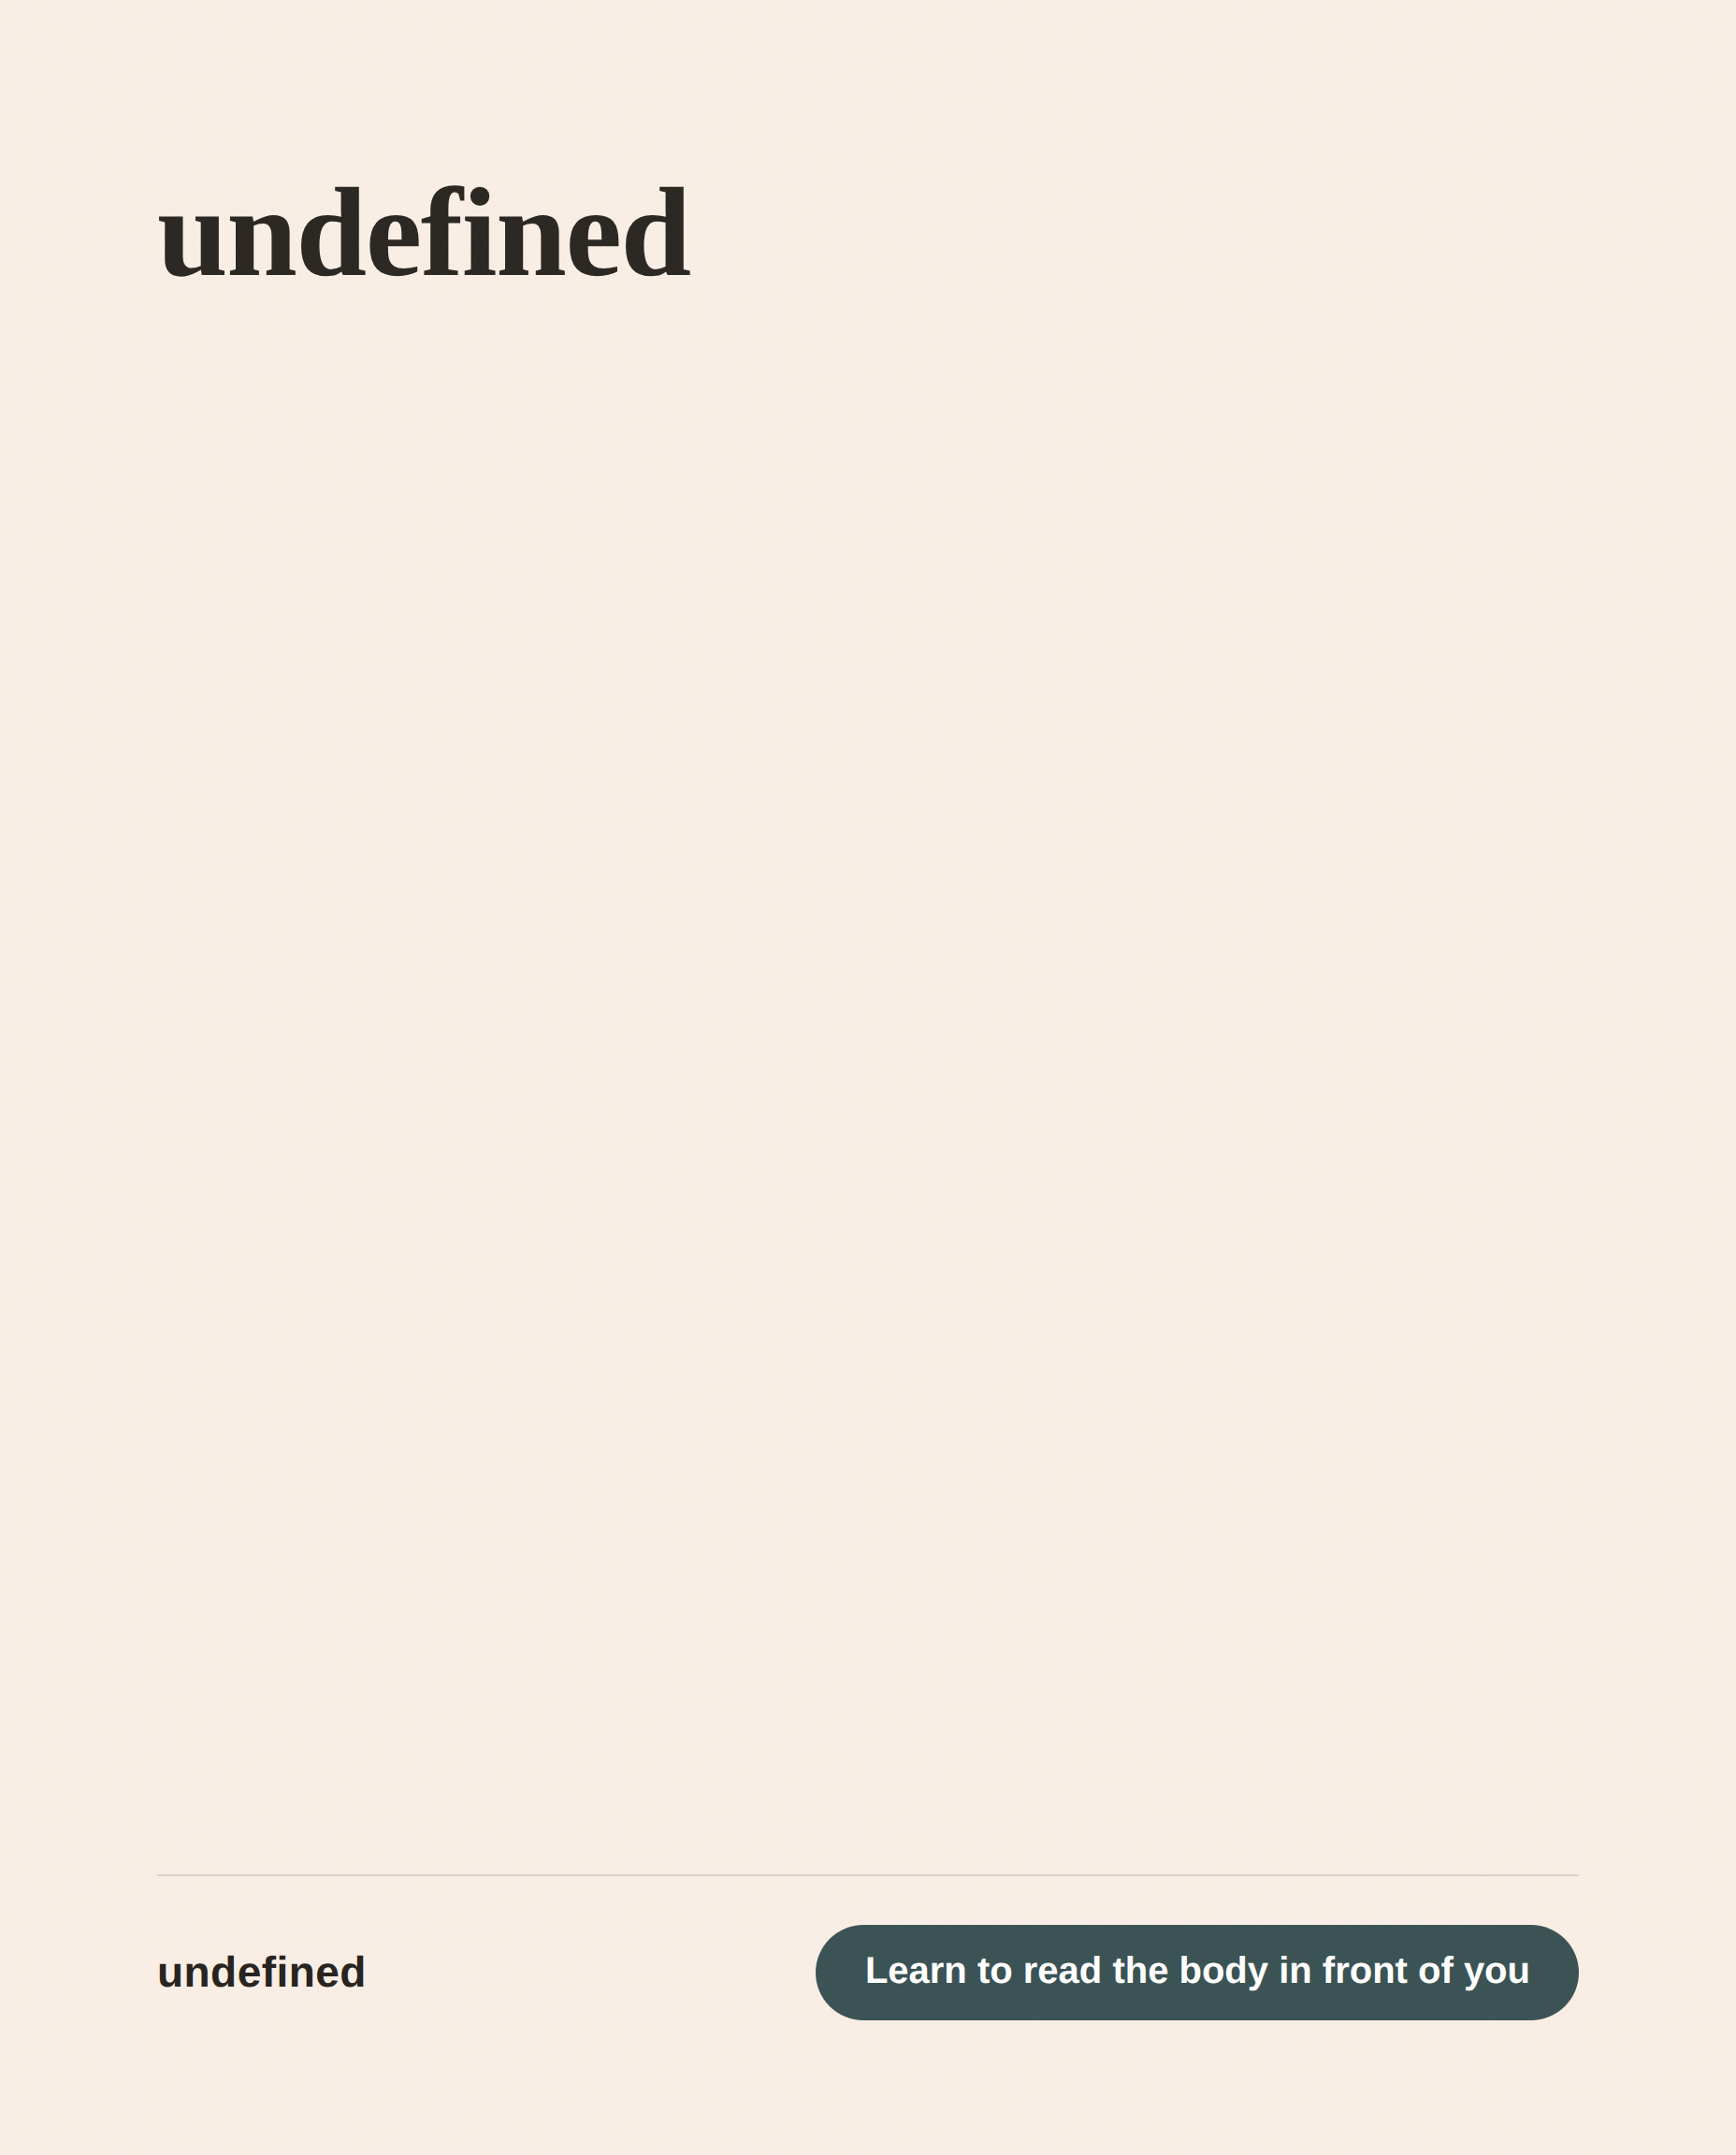 undefined
undefined
Learn to read the body in front of you